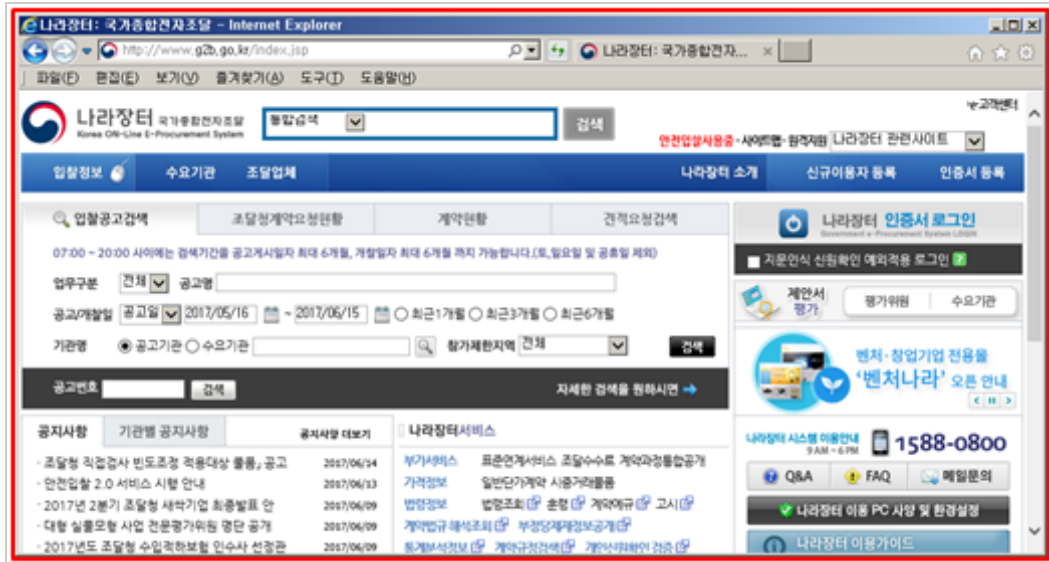 나라장터: 국가종합전자조달 - Internet Explorer
http://www.g2b.go.kr/index.jsp
나라장터: 국가종합전자...
파일(F) 편집(E) 보기(V) 즐겨찾기(A) 도구(T) 도움말(H)
고객센터
나라장터 국가종합전자조달
Korea ON-Line E-Procurement System
통합검색
검색
안전입찰사용중 · 사이트맵 · 원격지원 나라장터 관련사이트
입찰정보 수요기관 조달업체 나라장터 소개 신규이용자 등록 인증서 등록
입찰공고검색 조달청계약요청현황 계약현황 견적요청검색
07:00 ~ 20:00 사이에는 검색기간을 공고게시일자 최대 6개월, 개찰일자 최대 6개월 까지 가능합니다.(토,일요일 및 공휴일 제외)
업무구분 전체 공고명
공고/개찰일 공고일 2017/05/16 ~ 2017/06/15 최근1개월 최근3개월 최근6개월
기관명 공고기관 수요기관 참가제한지역 전체 검색
공고번호 검색 자세한 검색을 원하시면
나라장터 인증서 로그인
Government e-Procurement System LOGIN
지문인식 신원확인 예외적용 로그인 ?
제안서 평가 평가위원 수요기관
벤처·창업기업 전용몰
'벤처나라' 오픈 안내
공지사항 기관별 공지사항 공지사항 더보기
· 조달청 직접검사 빈도조정 적용대상 물품」 공고 2017/06/14
· 안전입찰 2.0 서비스 시행 안내 2017/06/13
· 2017년 2분기 조달청 새싹기업 최종발표 안 2017/06/09
· 대형 실물모형 사업 전문평가위원 명단 공개 2017/06/09
· 2017년도 조달청 수입적하보험 인수사 선정관 2017/06/09
나라장터서비스
부가서비스 표준연계서비스 조달수수료 계약과정통합공개
가격정보 일반단가계약 시중거래물품
법령정보 법령조회 훈령 계약예규 고시
계약법규 해석조회 부정당제재정보공개
통계분석정보 계약규정검색
나라장터 시스템 이용안내
9 AM ~ 6 PM
1588-0800
Q&A FAQ 메일문의
나라장터 이용 PC 사양 및 환경설정
나라장터 이용가이드